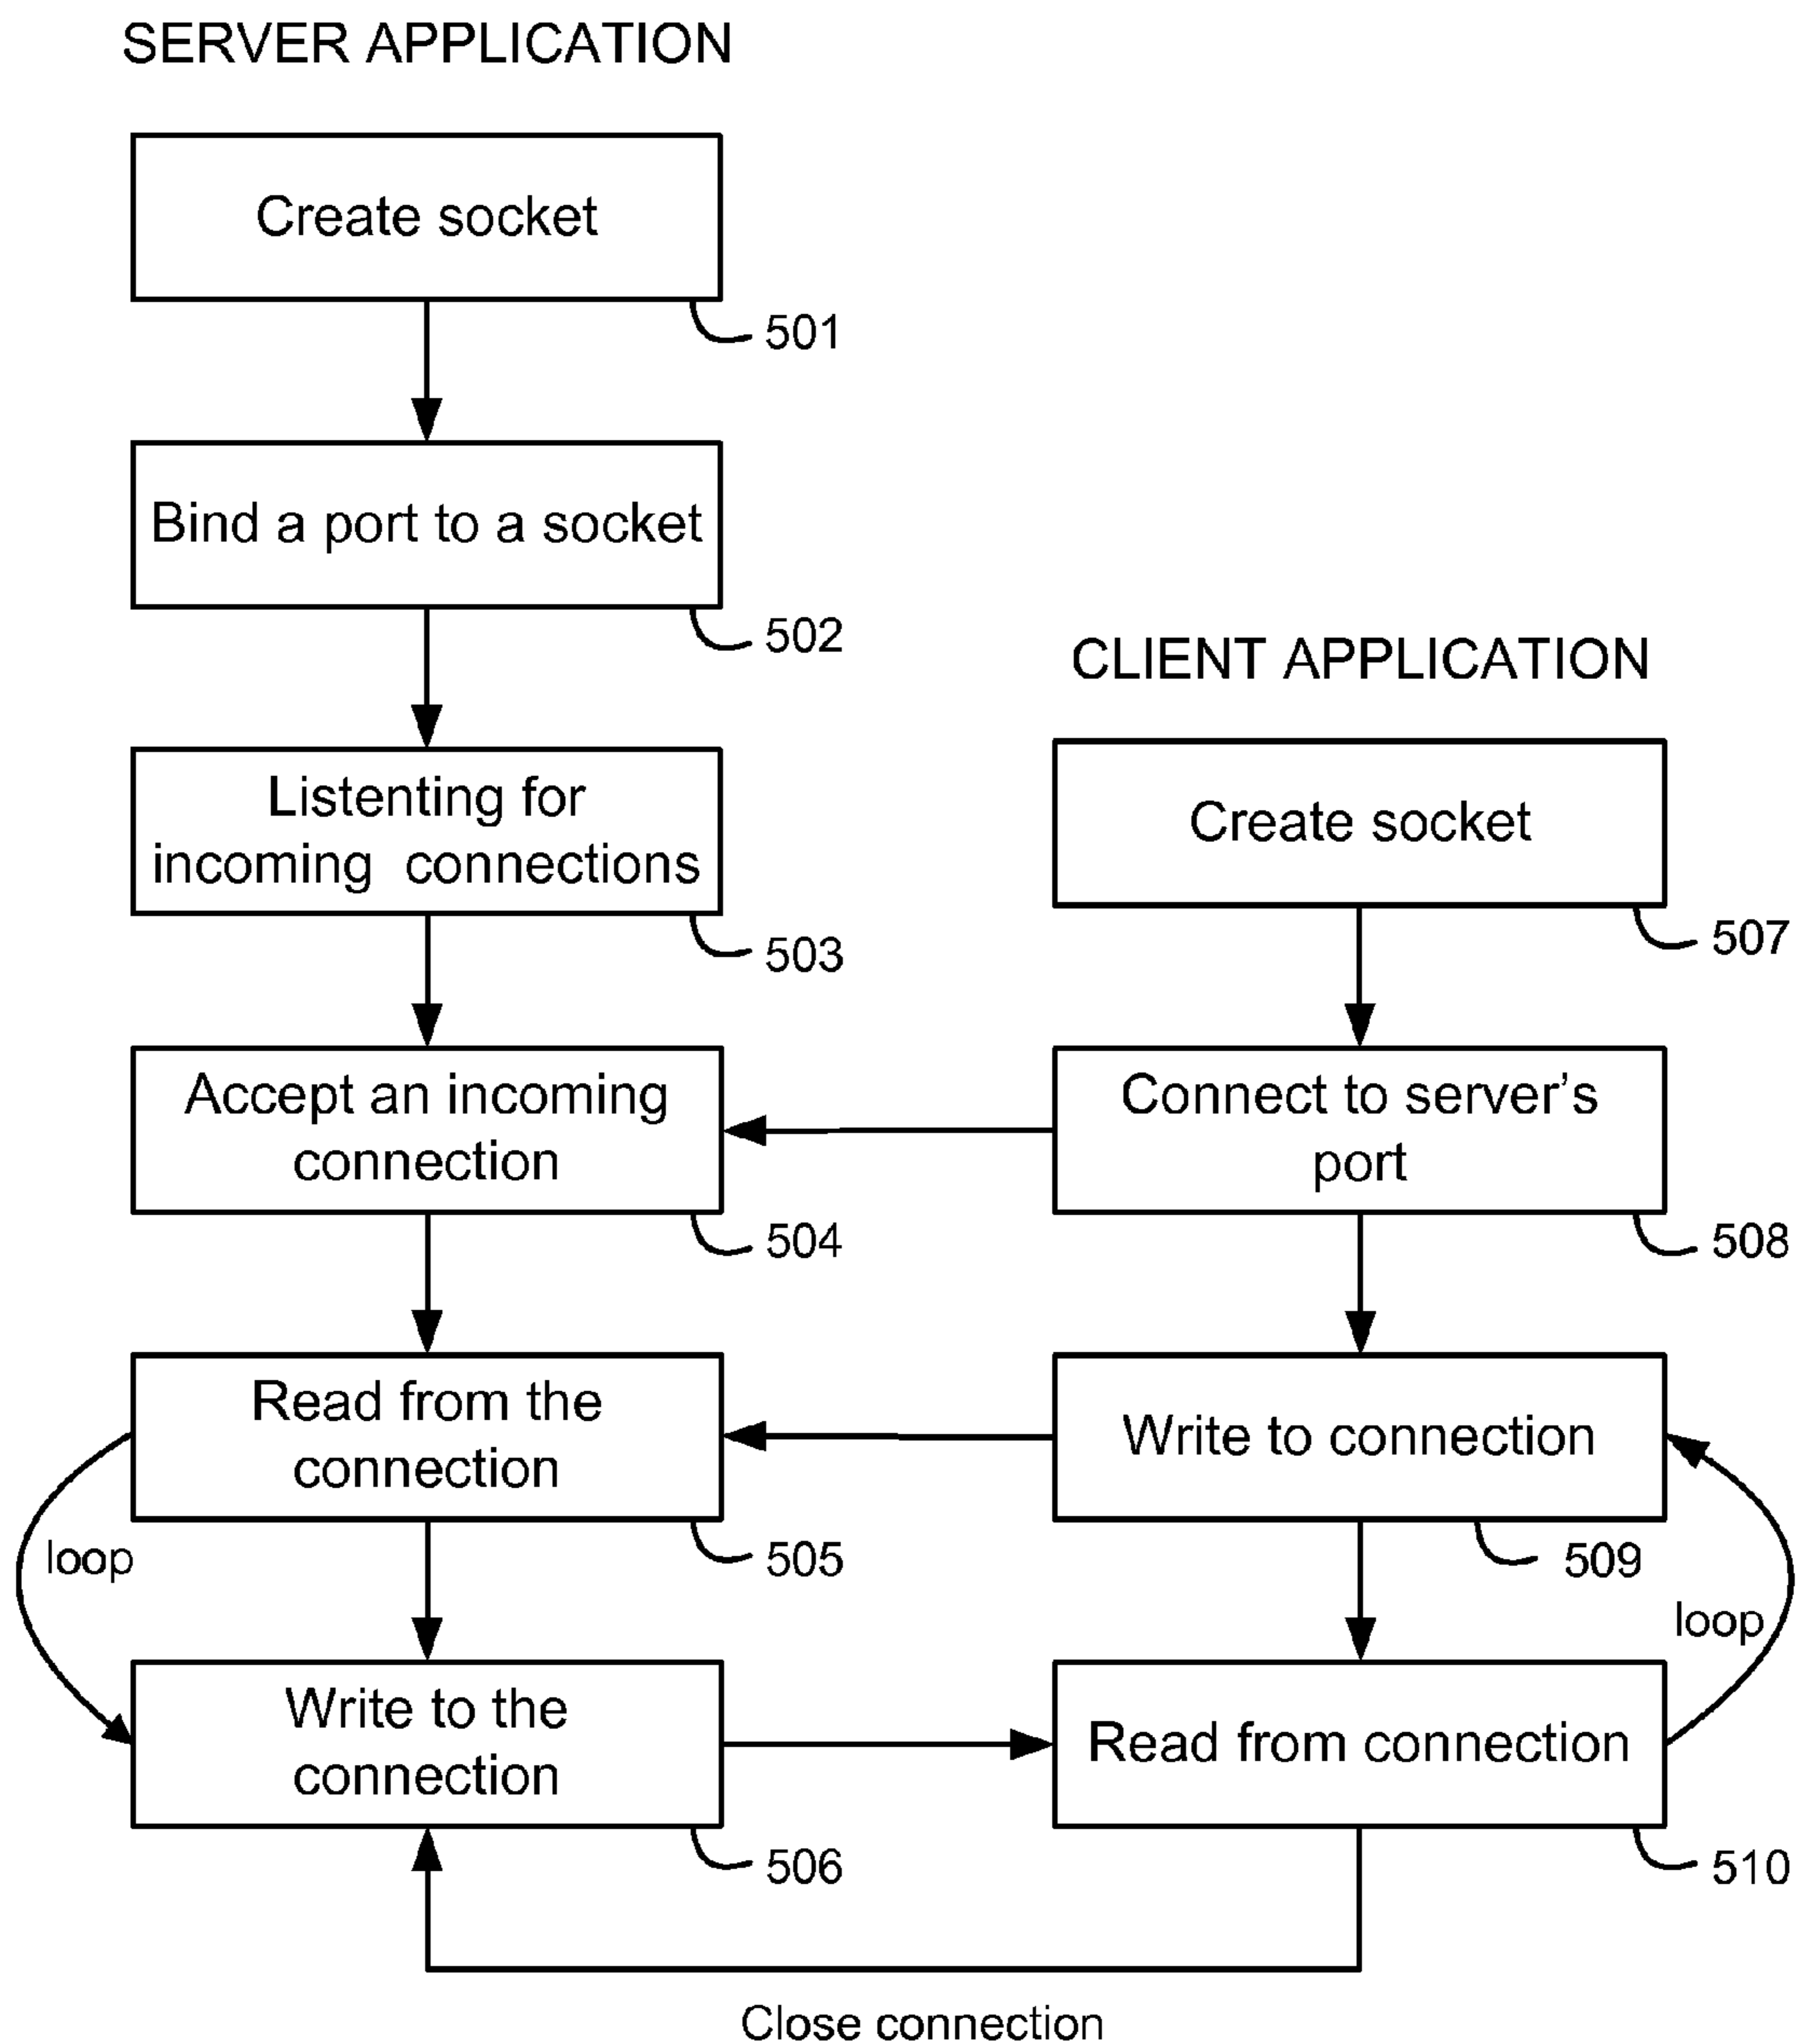 SERVER APPLICATION
Create socket
501
Bind a port to a socket
502
Listenting for
incoming connections
503
Accept an incoming
connection
504
Read from the
connection
505
loop
Write to the
connection
506
CLIENT APPLICATION
Create socket
507
Connect to server’s
port
508
Write to connection
509
loop
Read from connection
510
Close connection